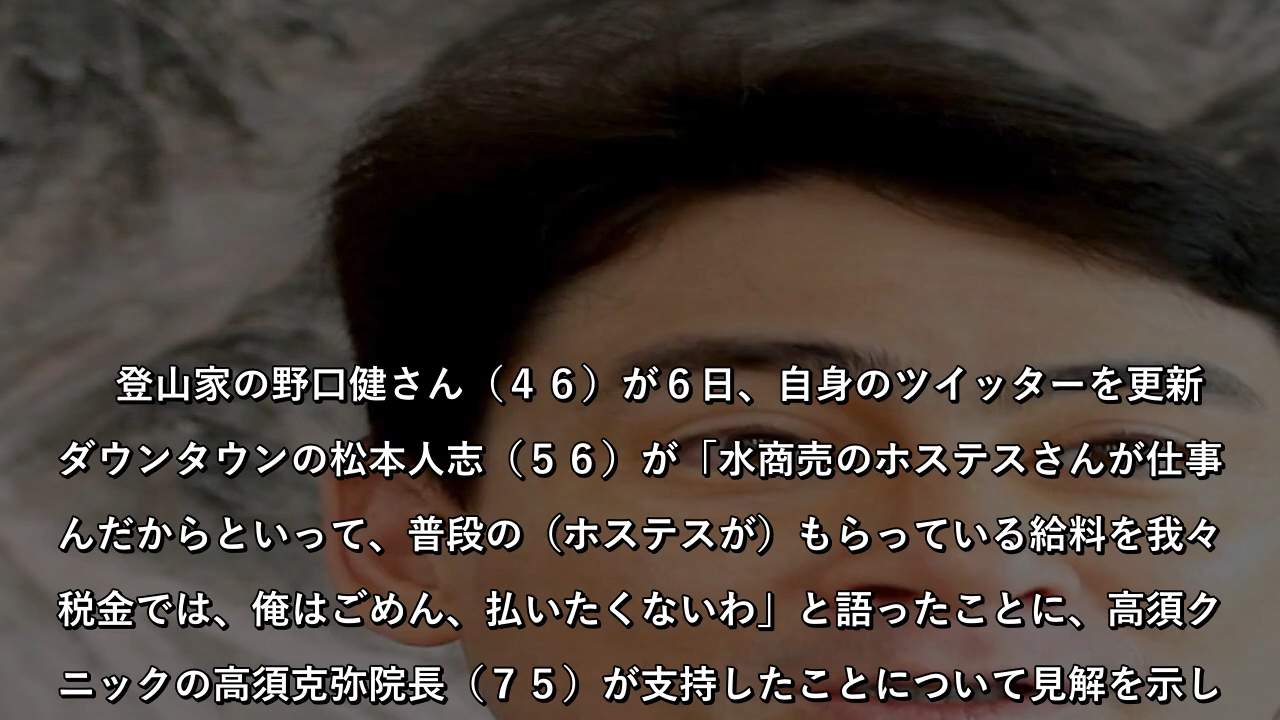 登山家の野口健さん（４６）が６日、自身のツイッターを更新
ダウンタウンの松本人志（５６）が「水商売のホステスさんが仕事
んだからといって、普段の（ホステスが）もらっている給料を我々
税金では、俺はごめん、払いたくないわ」と語ったことに、高須ク
ニックの高須克弥院長（７５）が支持したことについて見解を示し